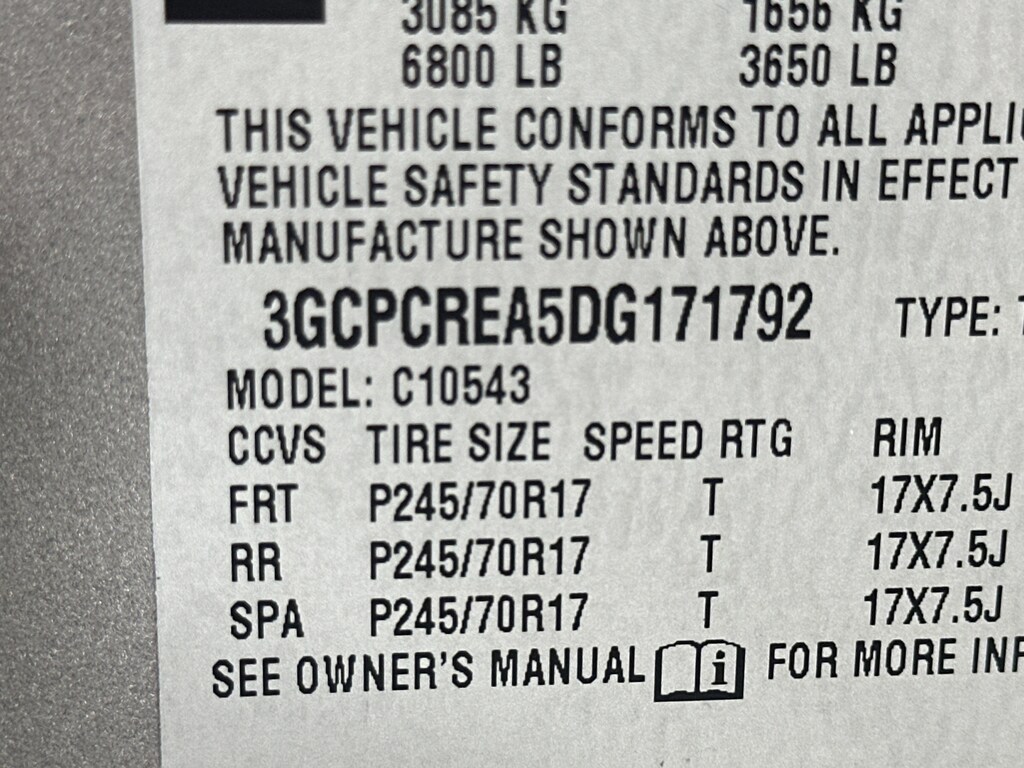 3085 KG 1656 KG
6800 LB 3650 LB
THIS VEHICLE CONFORMS TO ALL APPLI
VEHICLE SAFETY STANDARDS IN EFFECT
MANUFACTURE SHOWN ABOVE.
3GCPCREA5DG171792 TYPE:
MODEL: C10543
CCVS TIRE SIZE SPEED RTG RIM
FRT P245/70R17 T 17X7.5J
RR P245/70R17 T 17X7.5J
SPA P245/70R17 T 17X7.5J
SEE OWNER'S MANUAL i FOR MORE INF